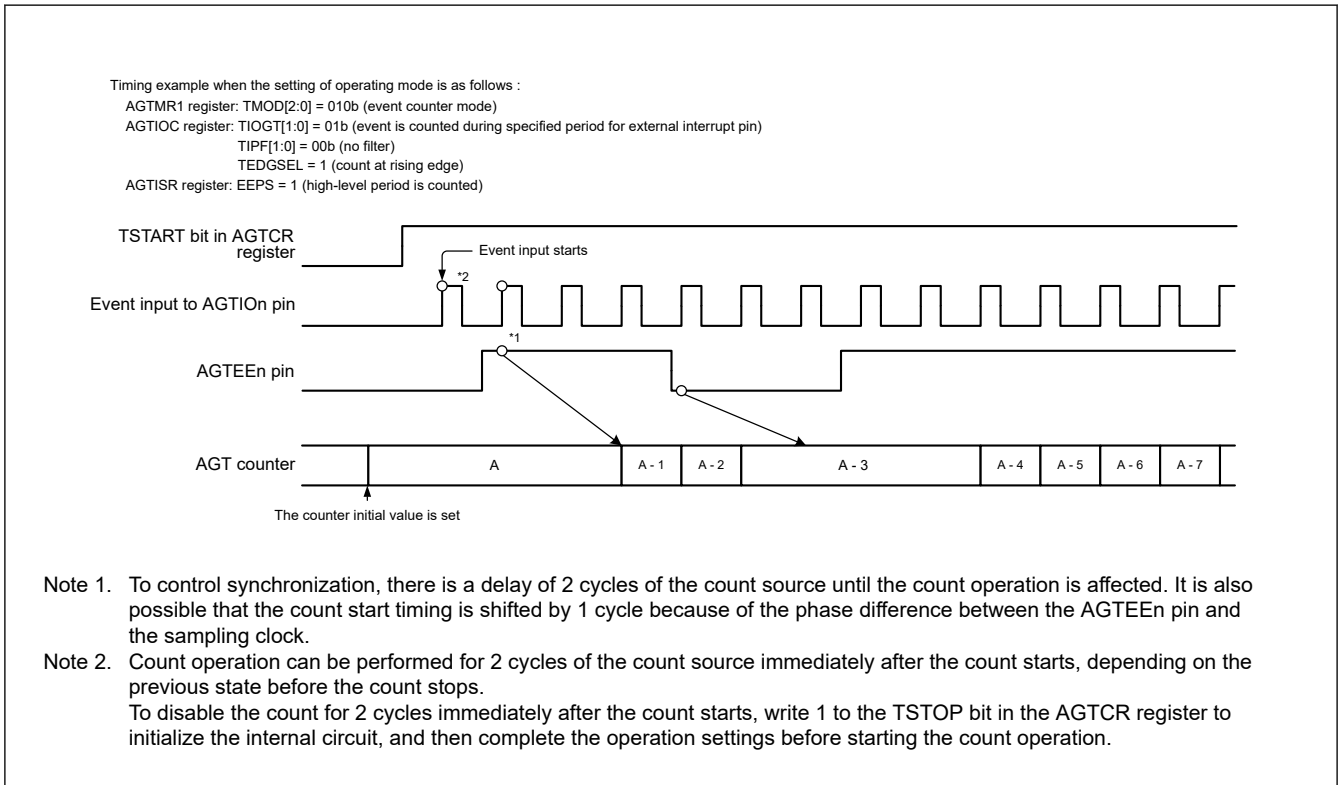 Timing example when the setting of operating mode is as follows :
AGTMR1 register: TMOD[2:0] = 010b (event counter mode)
AGTIOC register: TIOGT[1:0] = 01b (event is counted during specified period for external interrupt pin)
TIPF[1:0] = 00b (no filter)
TEDGSEL = 1 (count at rising edge)
AGTISR register: EEPS = 1 (high-level period is counted)
TSTART bit in AGTCR
register
Event input starts
*2
Event input to AGTIOn pin
*1
AGTEEn pin
AGT counter
A
A - 1
A - 2
A - 3
A - 4
A - 5
A - 6
A - 7
The counter initial value is set
Note 1. To control synchronization, there is a delay of 2 cycles of the count source until the count operation is affected. It is also
possible that the count start timing is shifted by 1 cycle because of the phase difference between the AGTEEn pin and
the sampling clock.
Note 2. Count operation can be performed for 2 cycles of the count source immediately after the count starts, depending on the
previous state before the count stops.
To disable the count for 2 cycles immediately after the count starts, write 1 to the TSTOP bit in the AGTCR register to
initialize the internal circuit, and then complete the operation settings before starting the count operation.